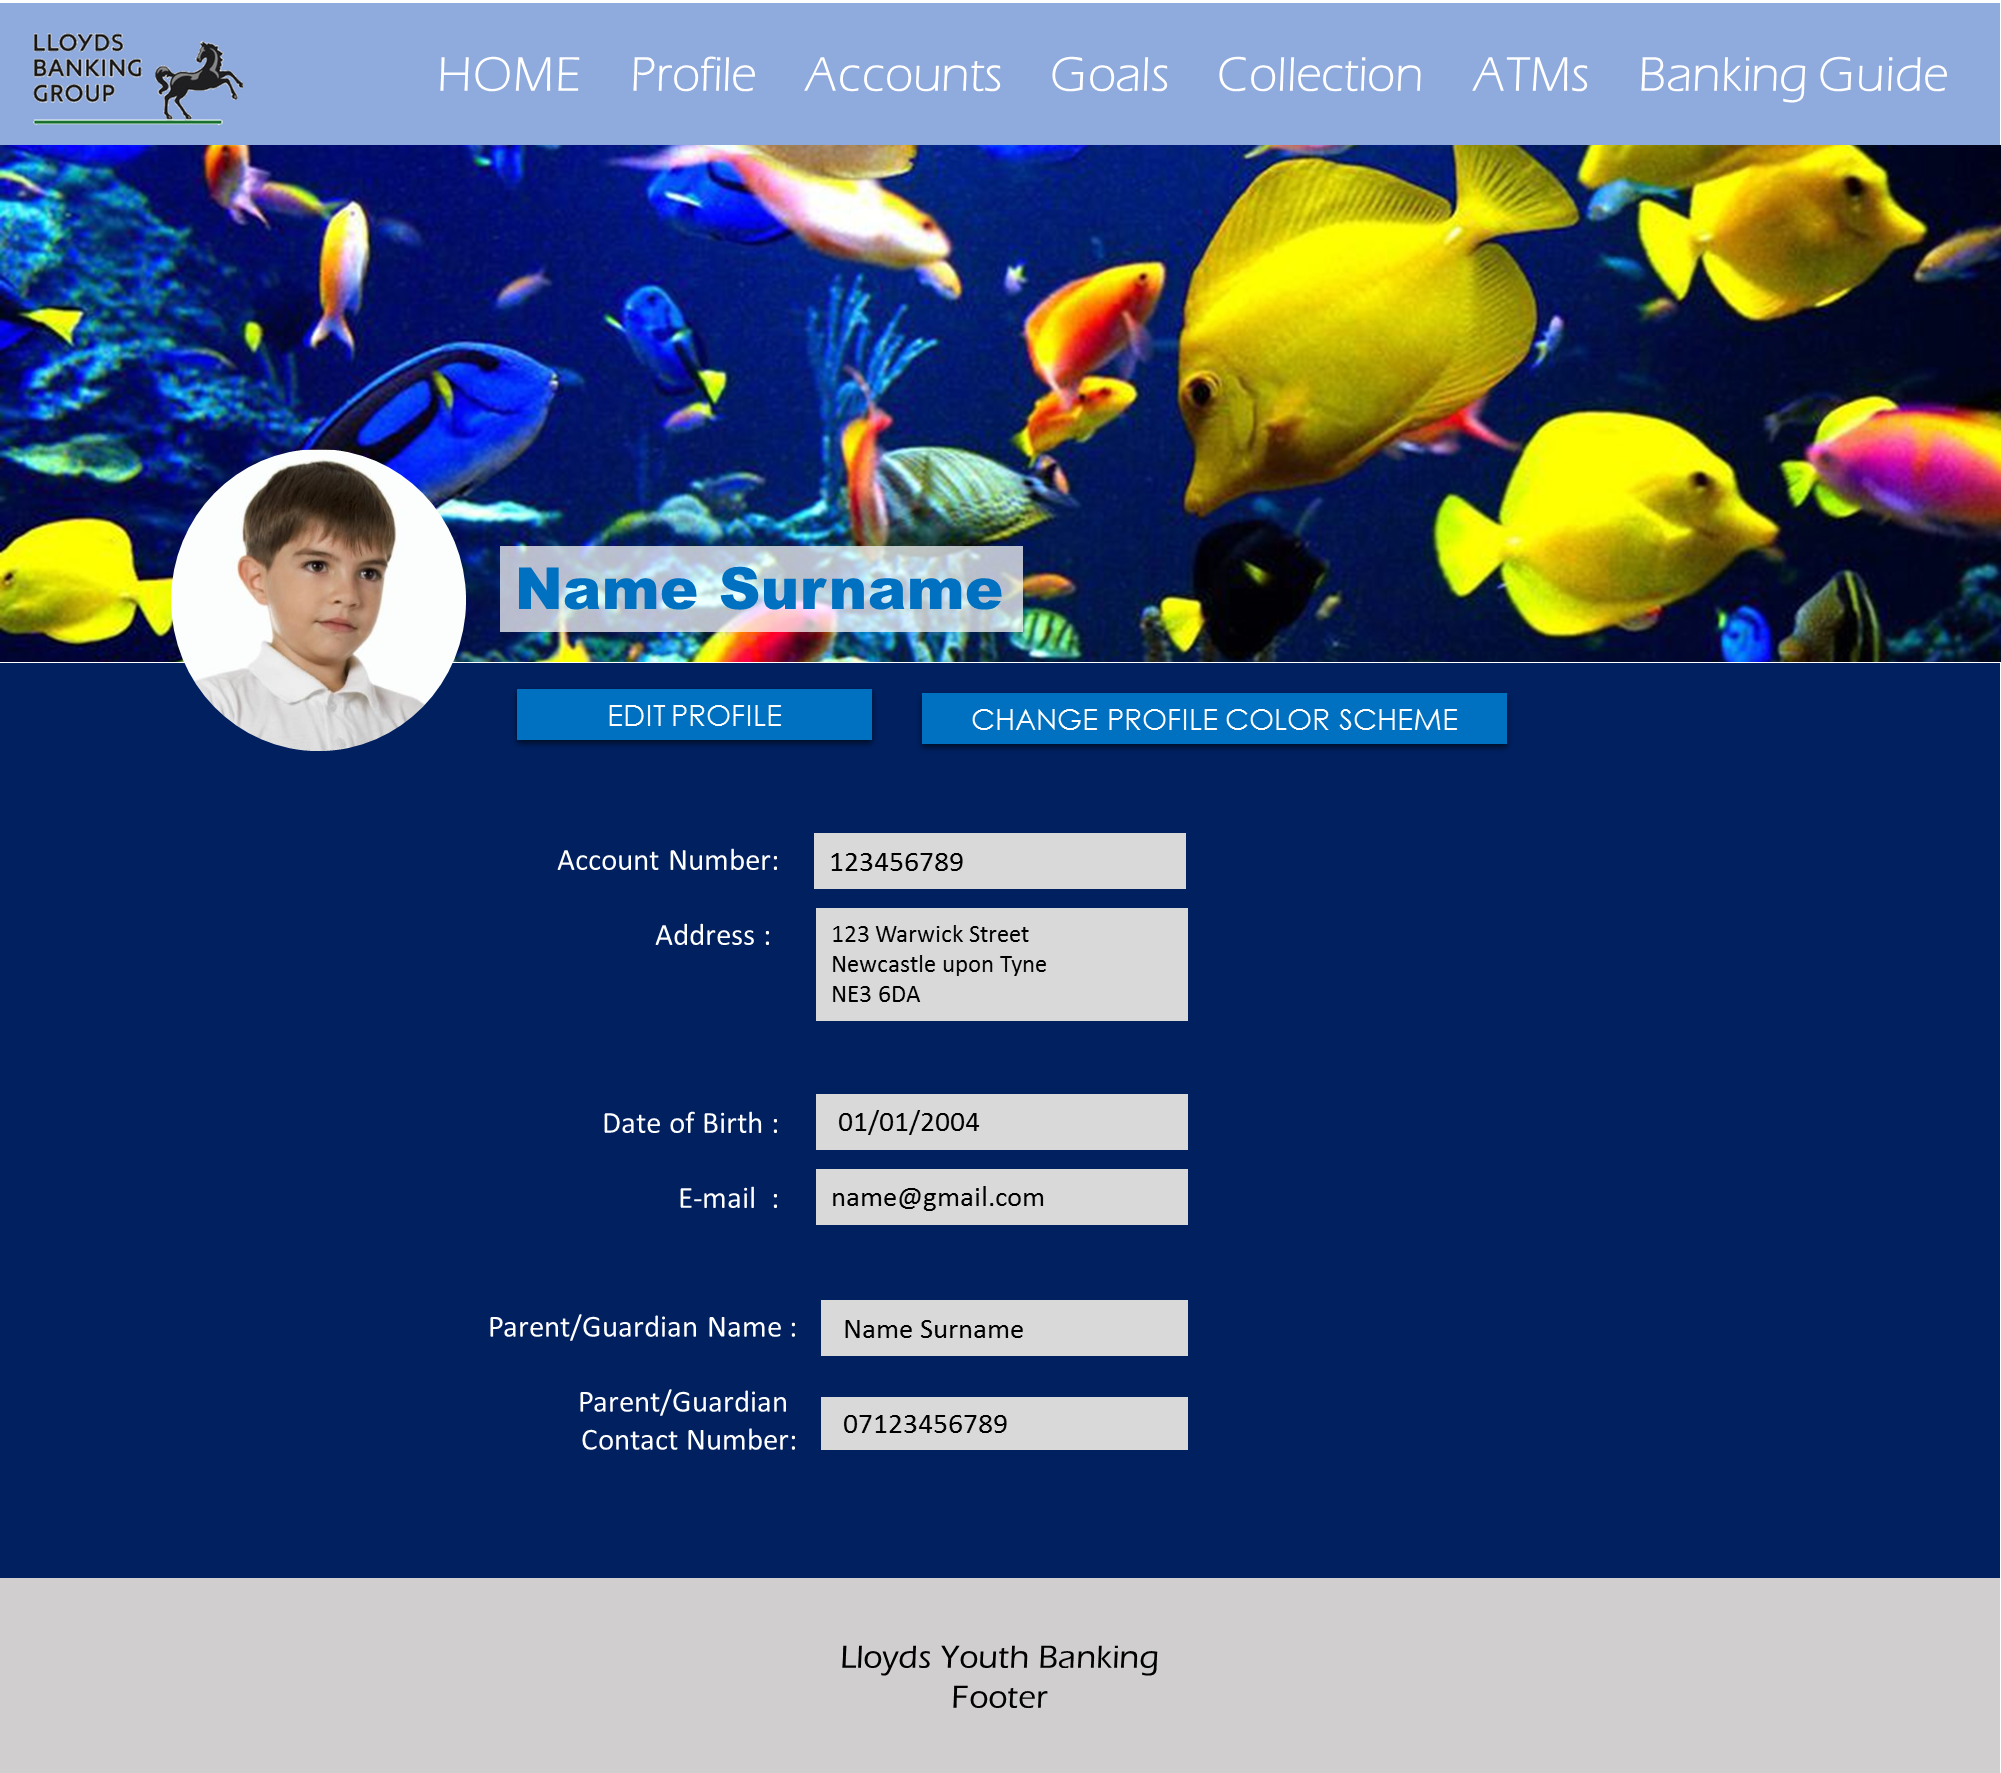 LLOYDS
BANKING
GROUP
HOME Profile Accounts Goals Collection ATMs Banking Guide
Name Surname
EDIT PROFILE CHANGE PROFILE COLOR SCHEME
Account Number: 123456789
Address : 123 Warwick Street
Newcastle upon Tyne
NE3 6DA
Date of Birth : 01/01/2004
E-mail : name@gmail.com
Parent/Guardian Name : Name Surname
Parent/Guardian
Contact Number: 07123456789
Lloyds Youth Banking
Footer